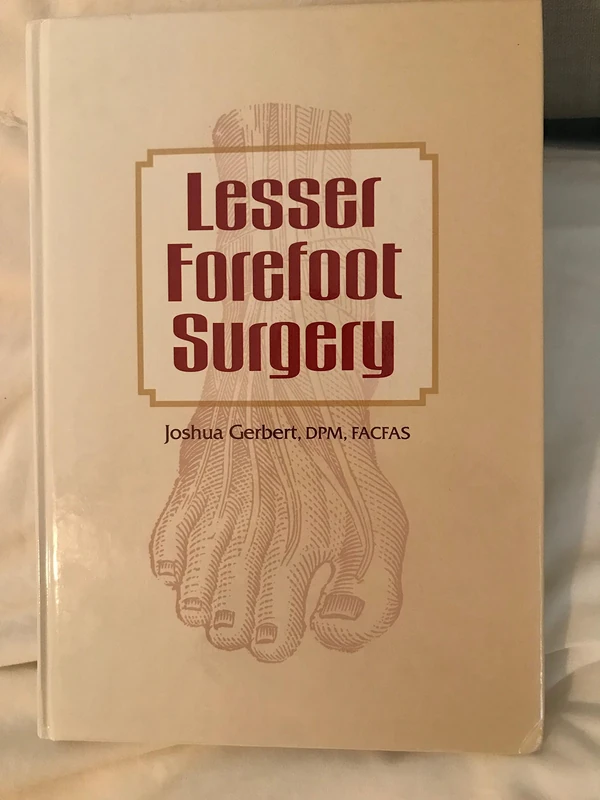 Lesser
Forefoot
Surgery
Joshua Gerbert, DPM, FACFAS